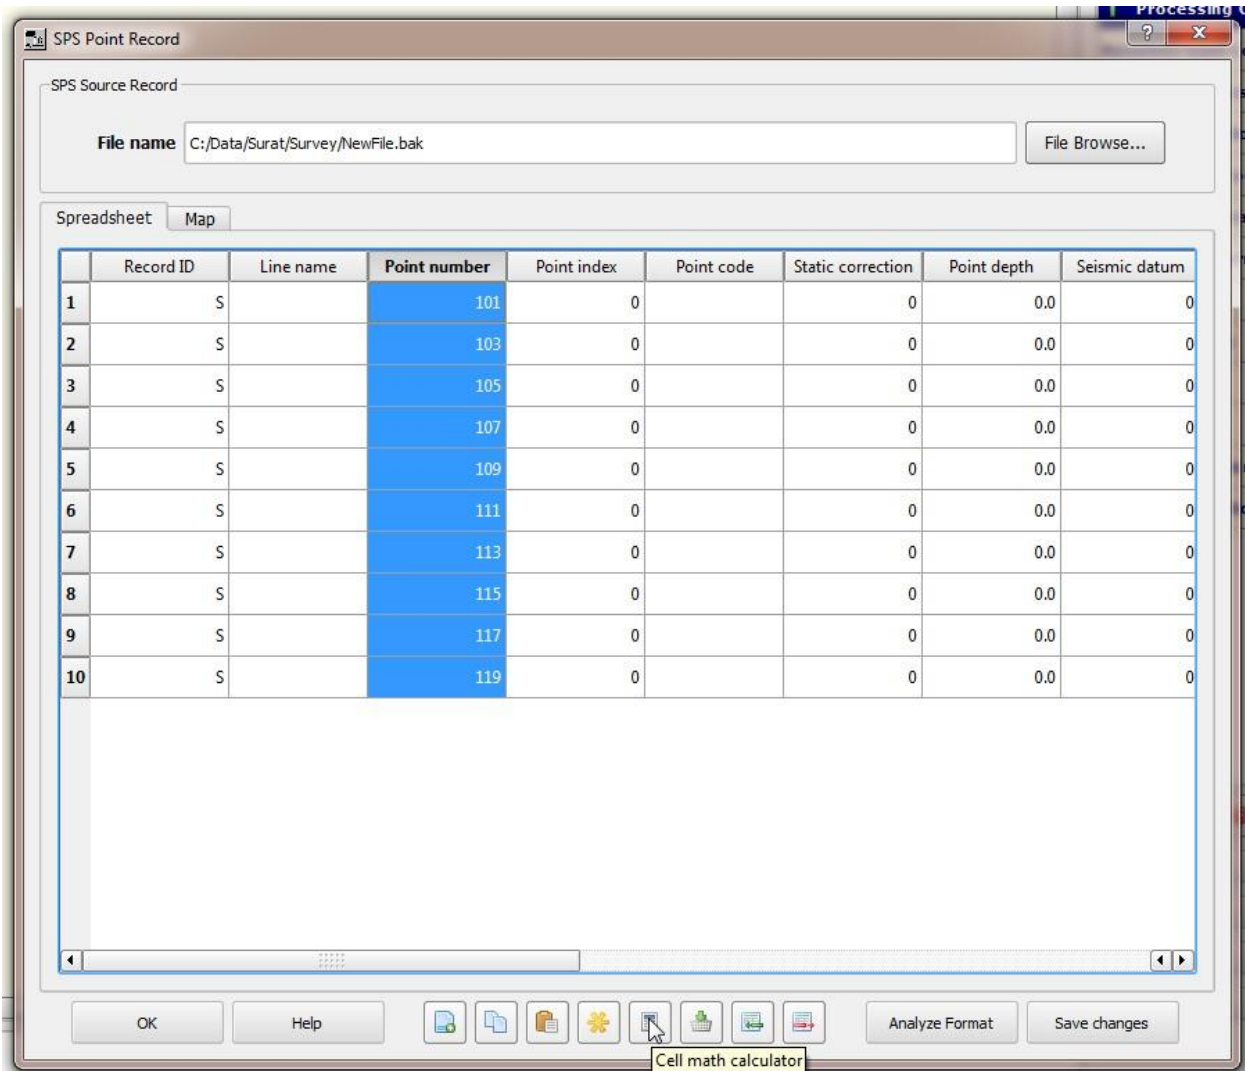 Processing
SPS Point Record
SPS Source Record
File name C:/Data/Surat/Survey/NewFile.bak File Browse...
Spreadsheet Map
Record ID Line name Point number Point index Point code Static correction Point depth Seismic datum
1 S 101 0 0 0.0 0
2 S 103 0 0 0.0 0
3 S 105 0 0 0.0 0
4 S 107 0 0 0.0 0
5 S 109 0 0 0.0 0
6 S 111 0 0 0.0 0
7 S 113 0 0 0.0 0
8 S 115 0 0 0.0 0
9 S 117 0 0 0.0 0
10 S 119 0 0 0.0 0
OK Help Analyze Format Save changes
Cell math calculator